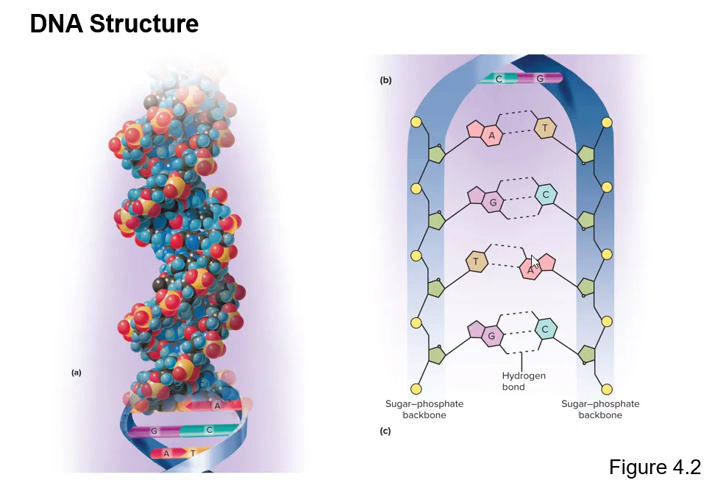 DNA Structure
(a)
A
G C
A T
(b)
C G
A T
G C
T A
G C
Hydrogen
bond
Sugar–phosphate
backbone
Sugar–phosphate
backbone
(c)
Figure 4.2